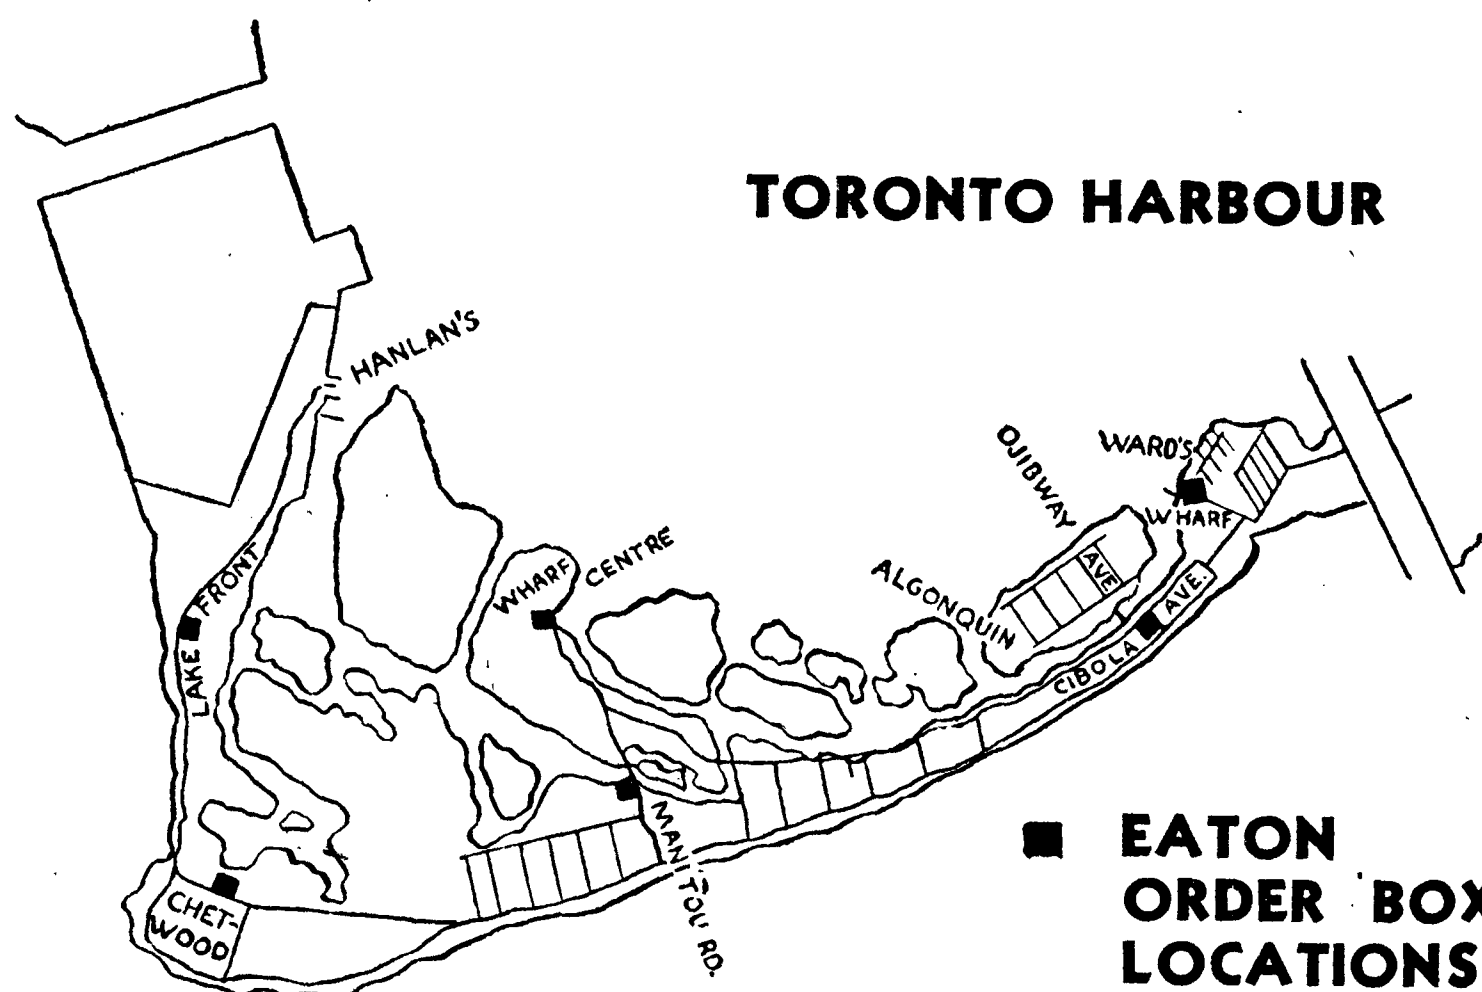 TORONTO HARBOUR
HANLAN'S
OJIBWAY
WARD'S
WHARF
CENTRE
WHARF
ALGONQUIN
AVE
LAKE FRONT
CIBOLA AVE.
MANITOU RD.
CHET-
WOOD
EATON
ORDER BOX
LOCATIONS